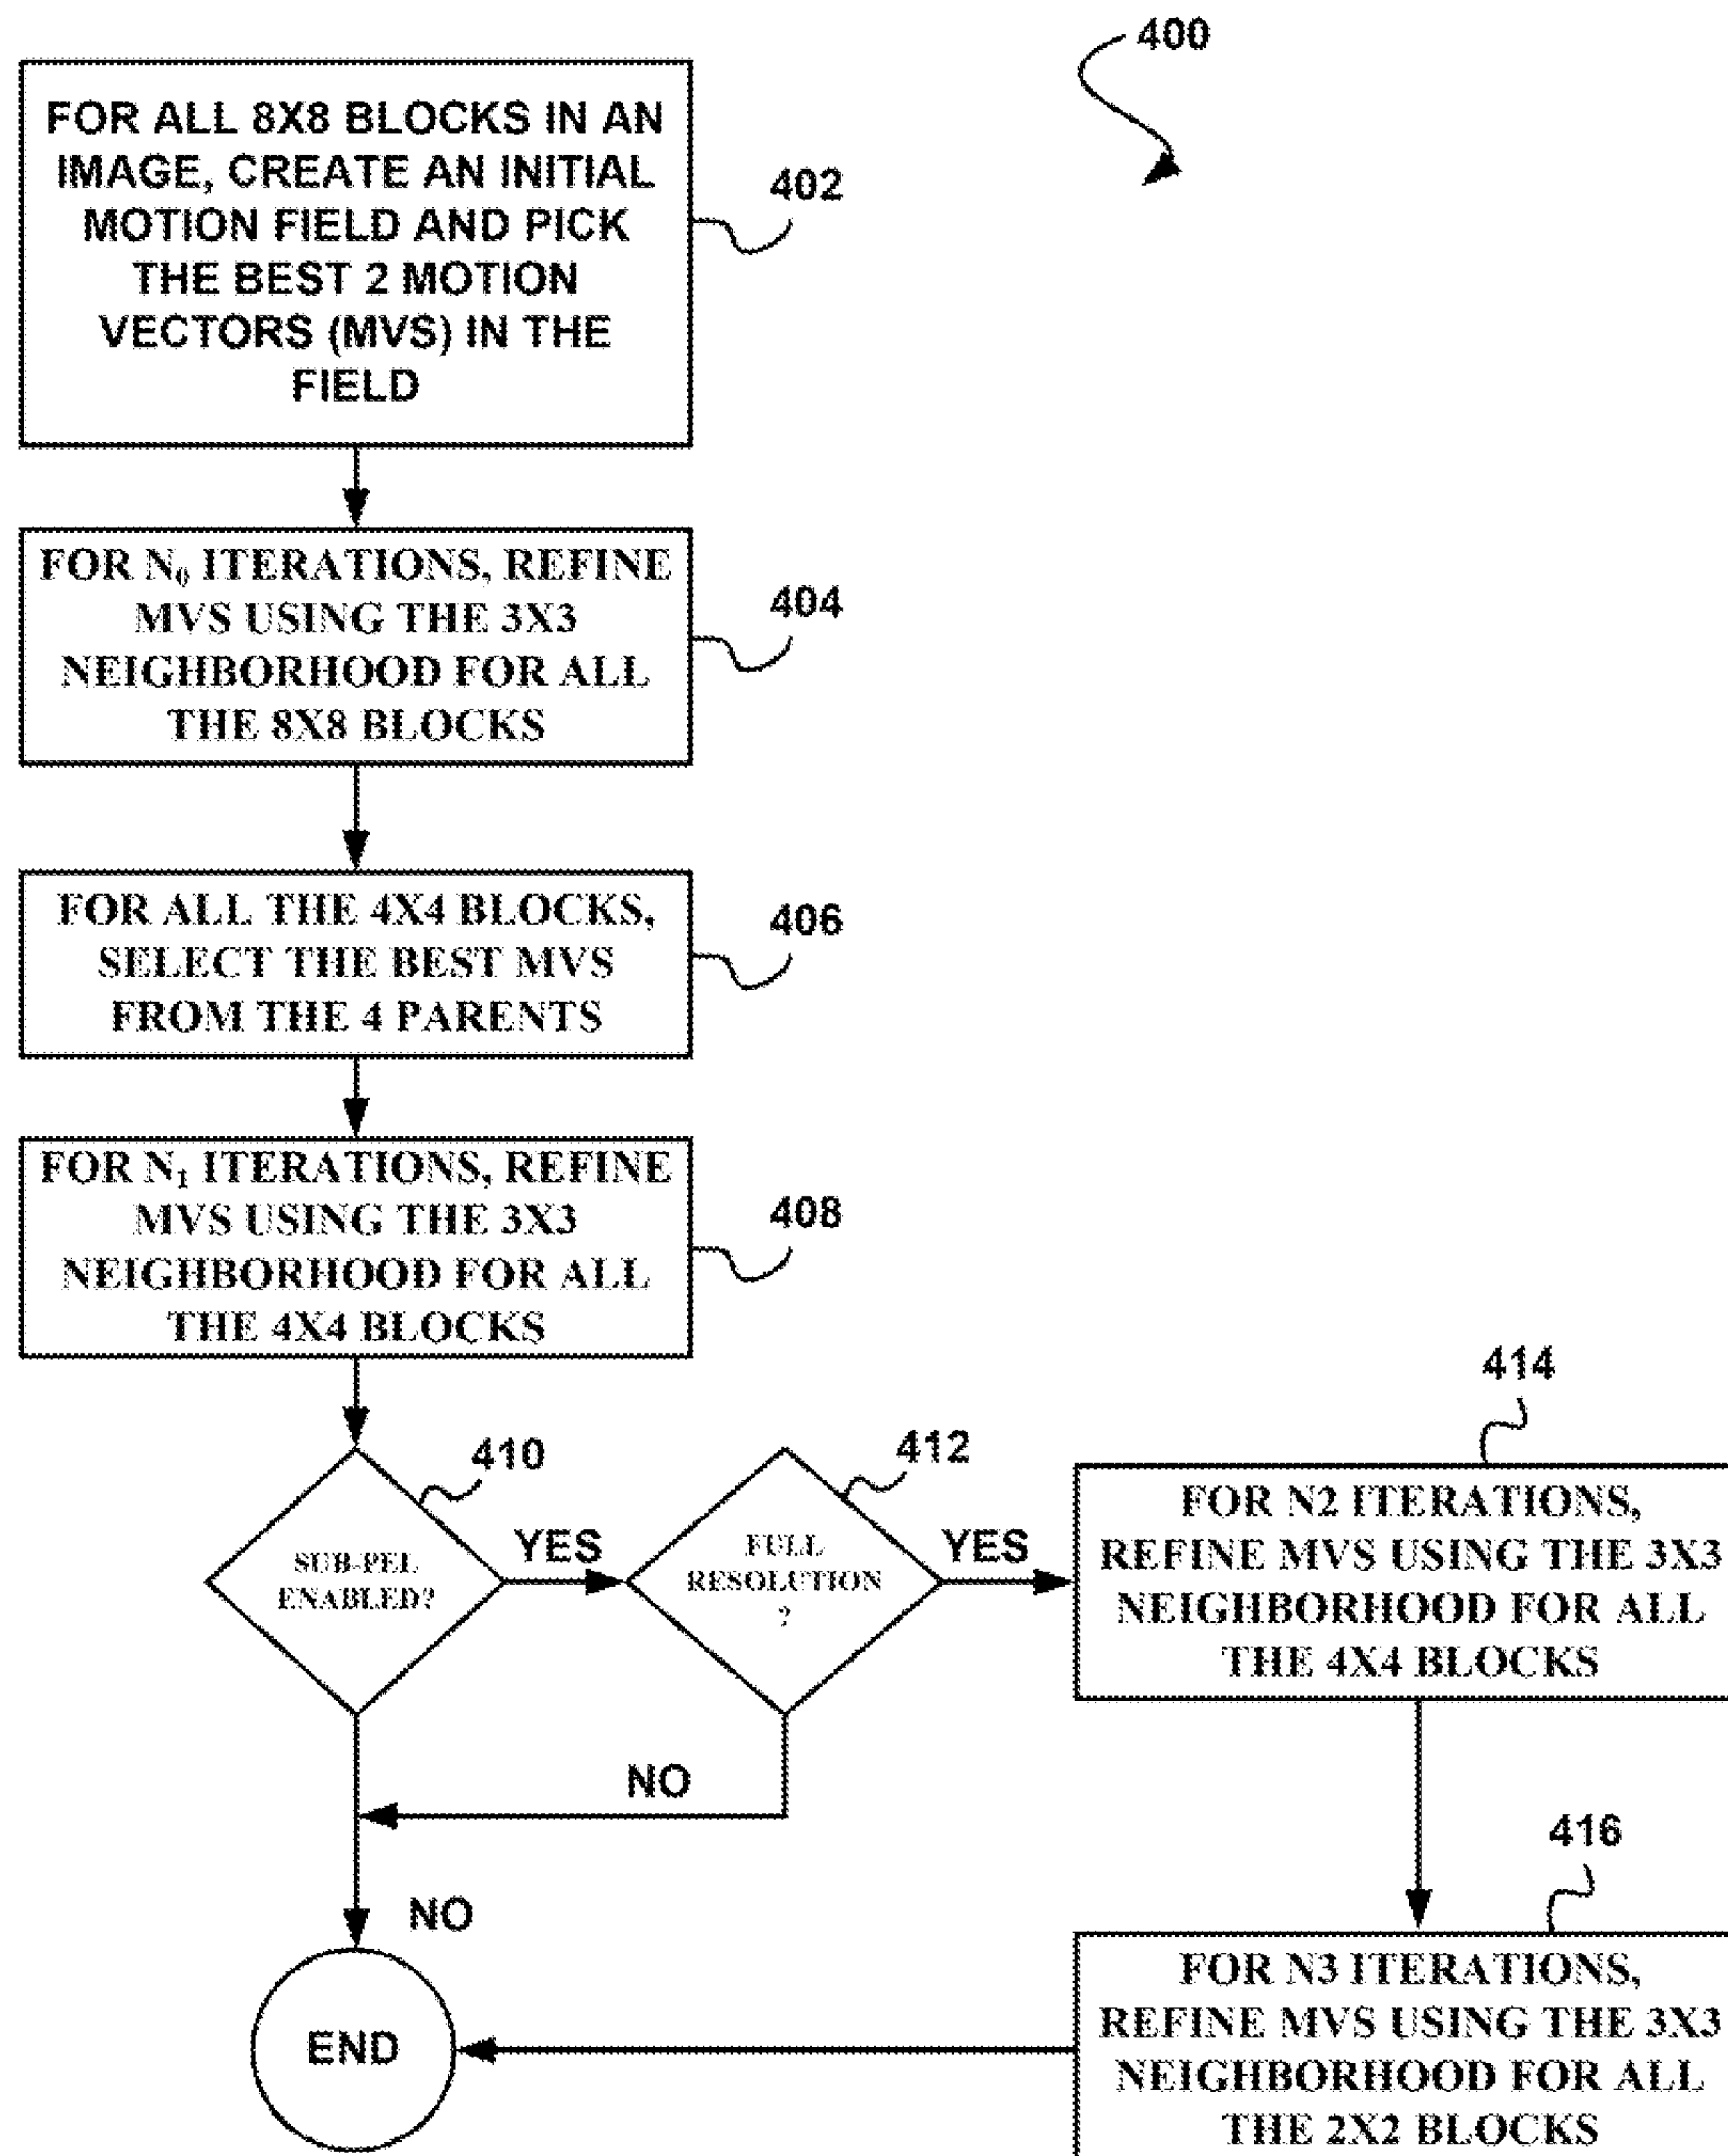 400
FOR ALL 8X8 BLOCKS IN AN
IMAGE, CREATE AN INITIAL
MOTION FIELD AND PICK
THE BEST 2 MOTION
VECTORS (MVS) IN THE
FIELD
402
FOR N₀ ITERATIONS, REFINE
MVS USING THE 3X3
NEIGHBORHOOD FOR ALL
THE 8X8 BLOCKS
404
FOR ALL THE 4X4 BLOCKS,
SELECT THE BEST MVS
FROM THE 4 PARENTS
406
FOR N₁ ITERATIONS, REFINE
MVS USING THE 3X3
NEIGHBORHOOD FOR ALL
THE 4X4 BLOCKS
408
SUB-PEL
ENABLED?
410
YES
FULL
RESOLUTION
?
412
YES
414
FOR N2 ITERATIONS,
REFINE MVS USING THE 3X3
NEIGHBORHOOD FOR ALL
THE 4X4 BLOCKS
NO
NO
416
FOR N3 ITERATIONS,
REFINE MVS USING THE 3X3
NEIGHBORHOOD FOR ALL
THE 2X2 BLOCKS
END